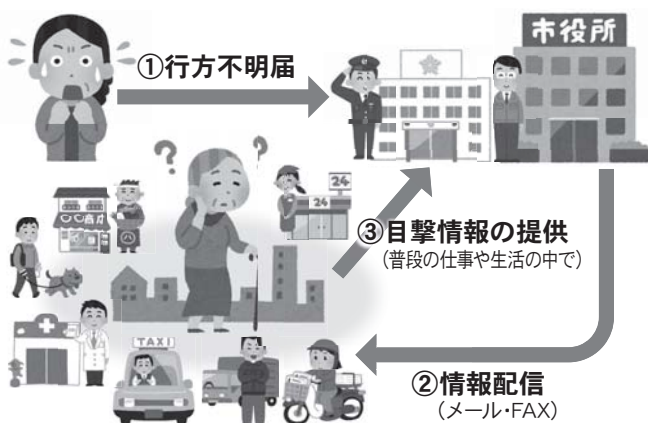 ①行方不明届
市役所
? ?
24
24
③目撃情報の提供
(普段の仕事や生活の中で)
TAXI
②情報配信
(メール・FAX)